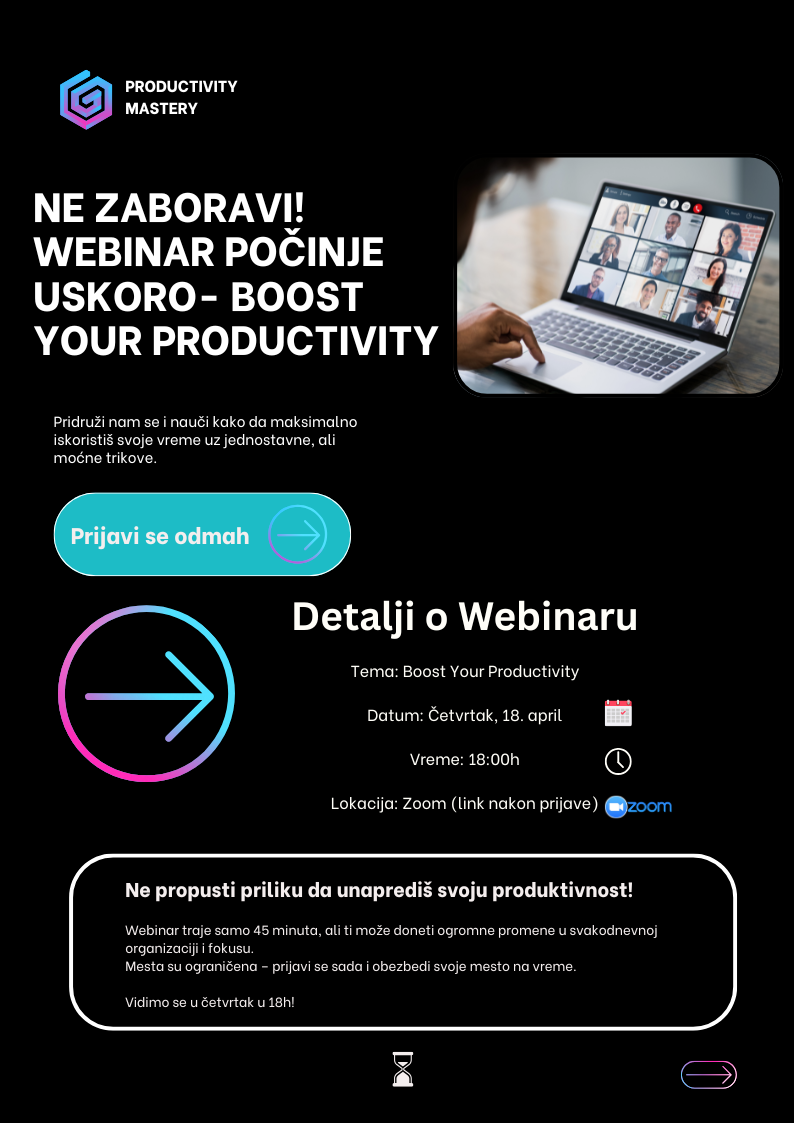 PRODUCTIVITY
MASTERY
NE ZABORAVI!
WEBINAR POČINJE
USKORO- BOOST
YOUR PRODUCTIVITY
Pridruži nam se i nauči kako da maksimalno
iskoristiš svoje vreme uz jednostavne, ali
moćne trikove.
Prijavi se odmah
Detalji o Webinaru
Tema: Boost Your Productivity
Datum: Četvrtak, 18. april
Vreme: 18:00h
Lokacija: Zoom (link nakon prijave) zoom
Ne propusti priliku da unaprediš svoju produktivnost!
Webinar traje samo 45 minuta, ali ti može doneti ogromne promene u svakodnevnoj
organizaciji i fokusu.
Mesta su ograničena – prijavi se sada i obezbedi svoje mesto na vreme.
Vidimo se u četvrtak u 18h!